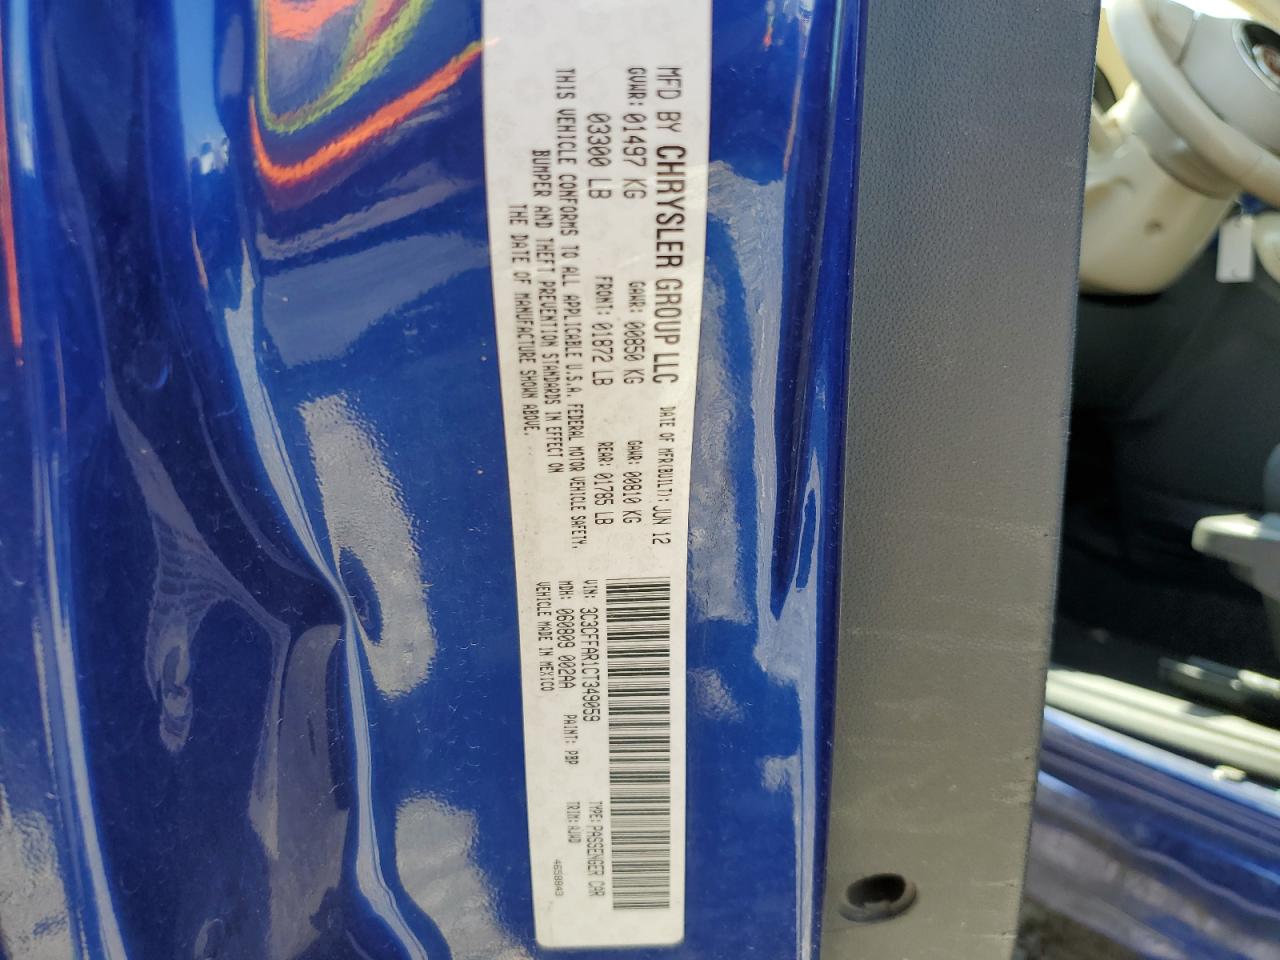 MFD BY CHRYSLER GROUP LLC DATE OF MFR(BUILT): JUN 12
GVWR: 01497 KG GAWR: 00850 KG GAWR: 00810 KG
03300 LB FRONT: 01872 LB REAR: 01785 LB
THIS VEHICLE CONFORMS TO ALL APPLICABLE U.S.A. FEDERAL MOTOR VEHICLE SAFETY,
BUMPER AND THEFT PREVENTION STANDARDS IN EFFECT ON
THE DATE OF MANUFACTURE SHOWN ABOVE.
VIN: 3C3CFFAR1CT349059 TYPE: PASSENGER CAR
MDH: 060809 002AA PAINT: PBP TRIM: AJWD
VEHICLE MADE IN MEXICO 4658843